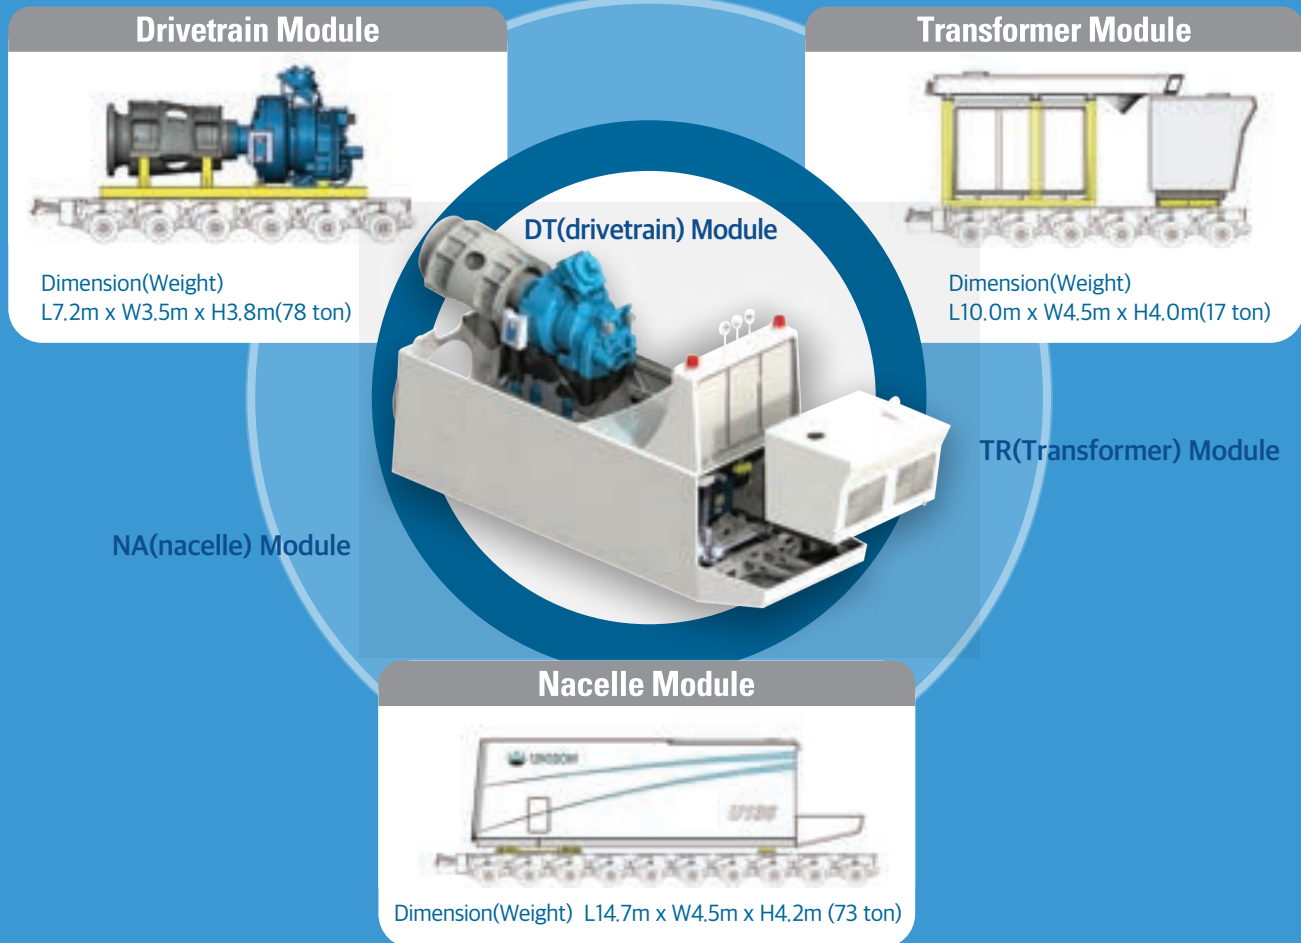 Drivetrain Module
Dimension(Weight)
L7.2m x W3.5m x H3.8m(78 ton)
Transformer Module
Dimension(Weight)
L10.0m x W4.5m x H4.0m(17 ton)
DT(drivetrain) Module
TR(Transformer) Module
NA(nacelle) Module
Nacelle Module
UNISON
U136
Dimension(Weight) L14.7m x W4.5m x H4.2m (73 ton)